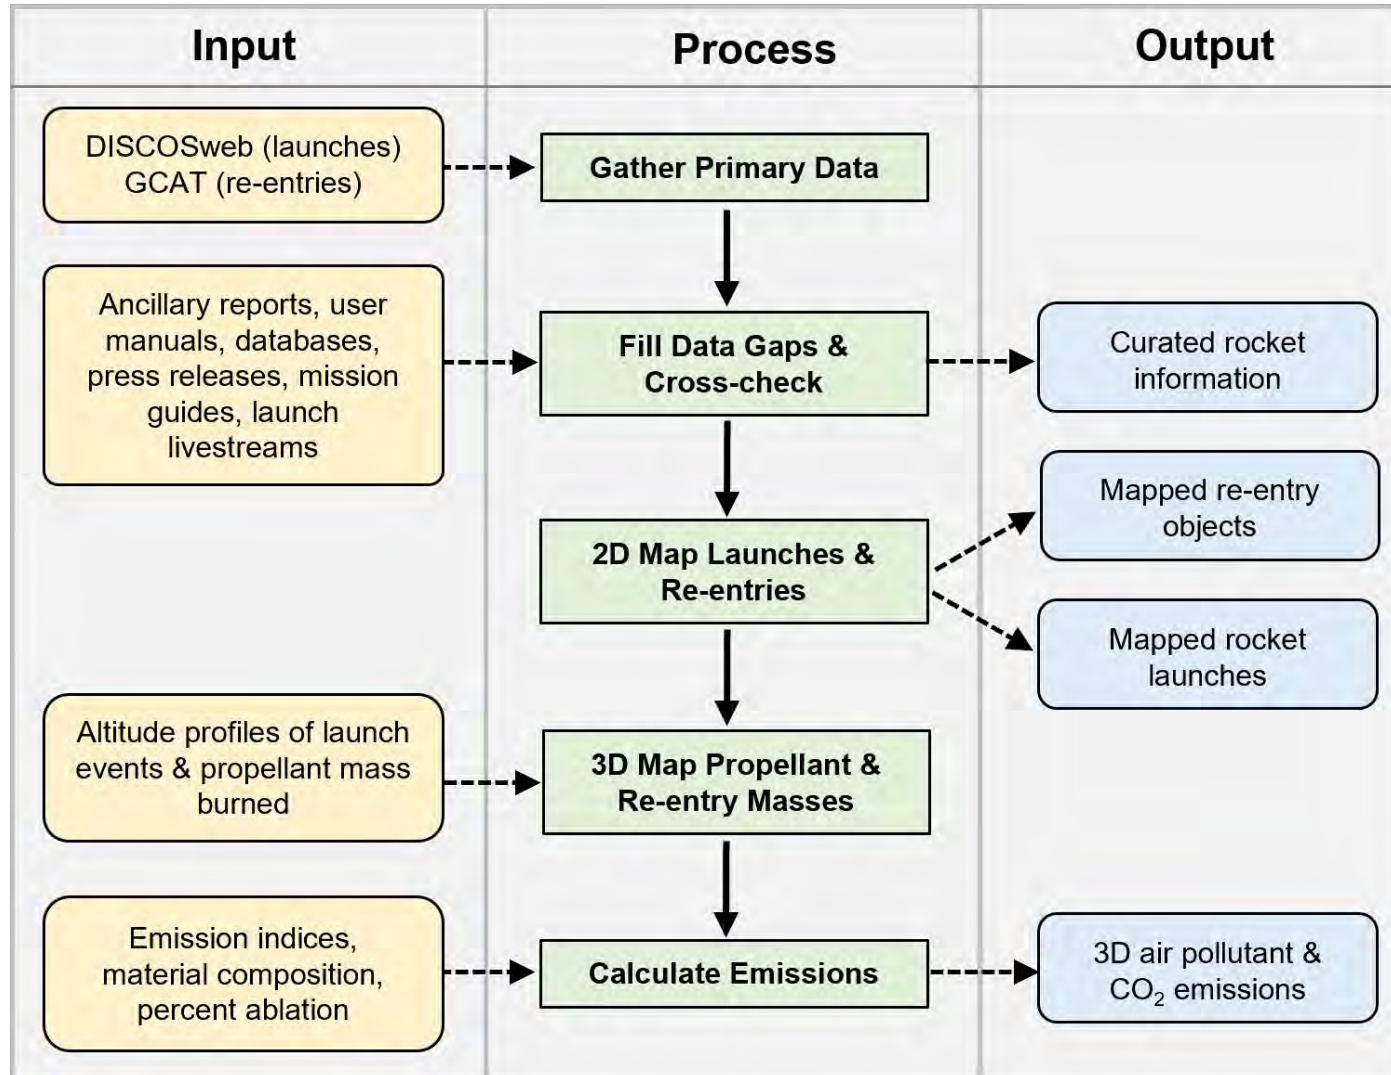 Input
Process
Output
DISCOSweb (launches)
GCAT (re-entries)
Gather Primary Data
Ancillary reports, user
manuals, databases,
press releases, mission
guides, launch
livestreams
Fill Data Gaps &
Cross-check
Curated rocket
information
2D Map Launches &
Re-entries
Mapped re-entry
objects
Mapped rocket
launches
Altitude profiles of launch
events & propellant mass
burned
3D Map Propellant &
Re-entry Masses
Emission indices,
material composition,
percent ablation
Calculate Emissions
3D air pollutant &
CO₂ emissions